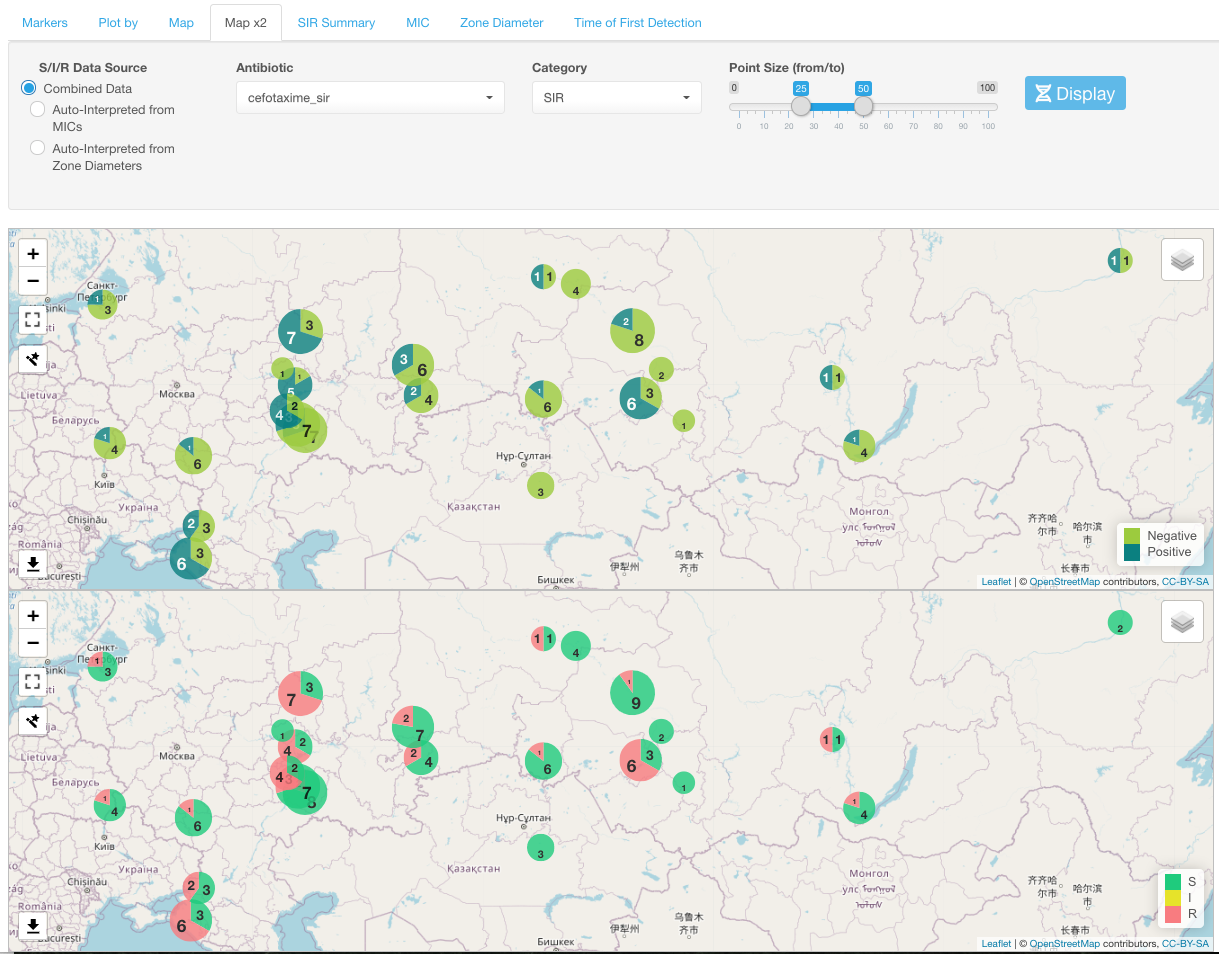 Markers Plot by Map Map x2 SIR Summary MIC Zone Diameter Time of First Detection
S/I/R Data Source
Combined Data
Auto-Interpreted from
MICs
Auto-Interpreted from
Zone Diameters
Antibiotic
cefotaxime_sir
Category
SIR
Point Size (from/to)
0 25 50 100
0 10 20 30 40 50 60 70 80 90 100
Display
+
−
1 1
4
1 1
Санкт-
1
3
7 3
2 8
3 6
2 4
1
1
5
2
1 1
Москва
Lietuva
1 6
6 3
4 2
7
1
Беларусь
1 4
1 6
1 4
Нұр-Сұлтан
Київ
3
Україна
Қазақстан
Монгол
улс
Chișinău
2 3
齐齐哈
尔市
哈尔滨
市
România
6 3
乌鲁木
齐市
伊犁州
长春市
București
Бишкек
Negative
Positive
Leaflet | © OpenStreetMap contributors, CC-BY-SA
+
−
1 1
4
2
Санкт-
1
3
7 3
1 9
2 7
2 4
1
2
4
2
1 1
Москва
Lietuva
1 6
6 3
4 2
7
1
Беларусь
1 4
1 6
1 4
Нұр-Сұлтан
Київ
3
Україна
Қазақстан
Монгол
улс
Chișinău
2 3
齐齐哈
尔市
哈尔滨
市
România
6 3
乌鲁木
齐市
伊犁州
长春市
București
Бишкек
S
I
R
Leaflet | © OpenStreetMap contributors, CC-BY-SA